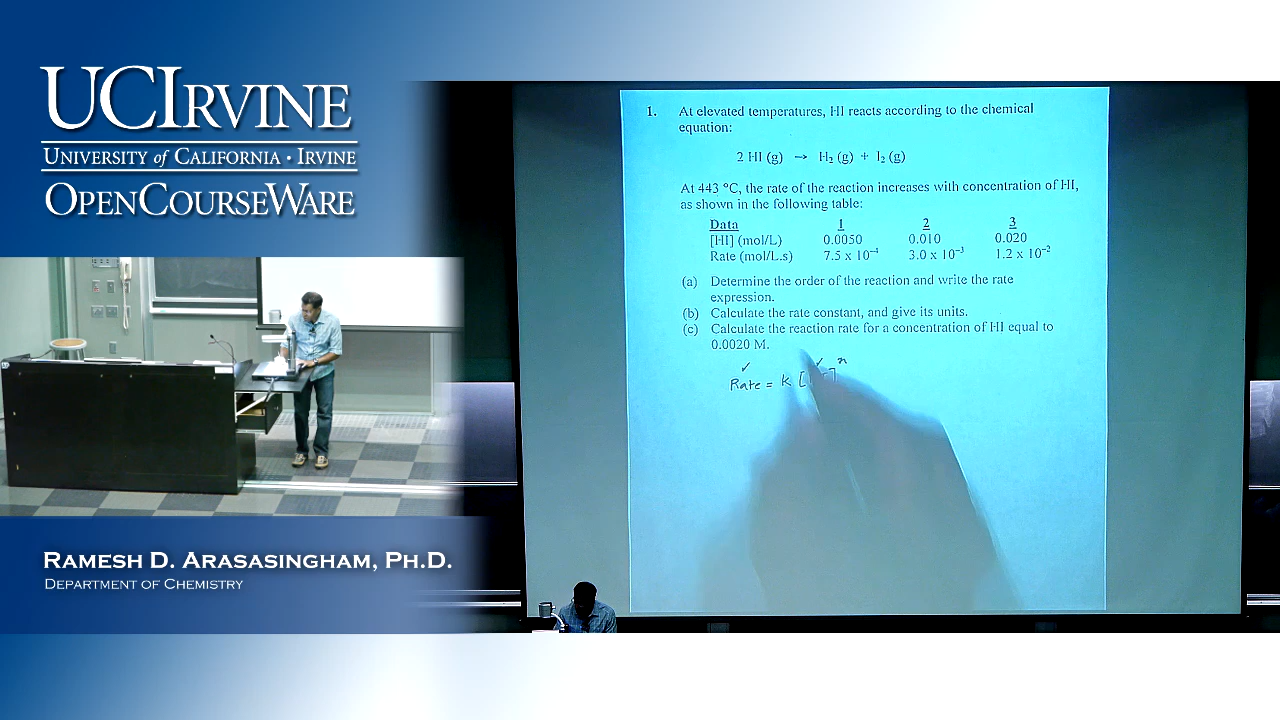 UCIRVINE
UNIVERSITY of CALIFORNIA · IRVINE
OPENCOURSEWARE
RAMESH D. ARASASINGHAM, PH.D.
DEPARTMENT OF CHEMISTRY
1. At elevated temperatures, HI reacts according to the chemical
equation:
2 HI (g) → H₂ (g) + I₂ (g)
At 443 °C, the rate of the reaction increases with concentration of HI,
as shown in the following table:
Data 1 2 3
[HI] (mol/L) 0.0050 0.010 0.020
Rate (mol/L.s) 7.5 x 10⁻⁴ 3.0 x 10⁻³ 1.2 x 10⁻²
(a) Determine the order of the reaction and write the rate
expression.
(b) Calculate the rate constant, and give its units.
(c) Calculate the reaction rate for a concentration of HI equal to
0.0020 M.
✓ ✓ n
Rate = k [ ]